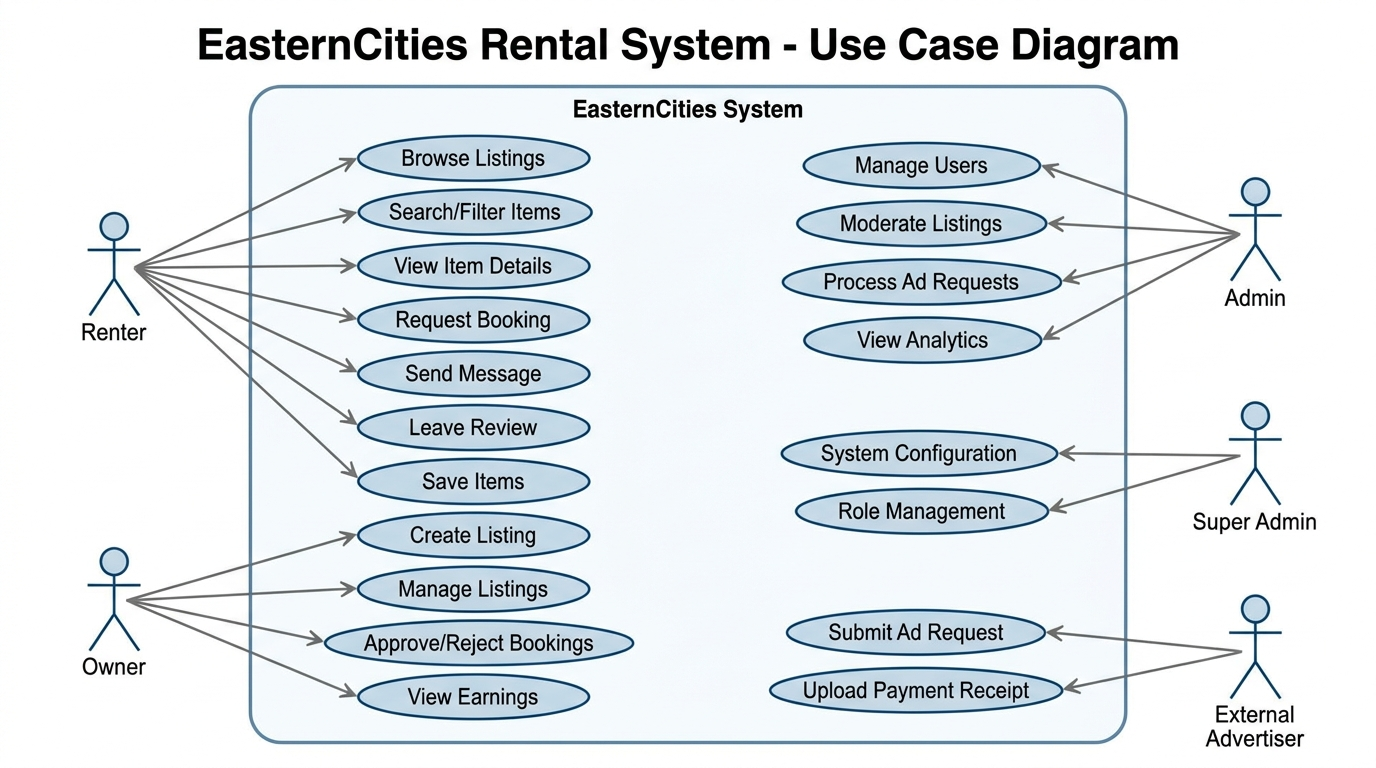 EasternCities Rental System - Use Case Diagram
EasternCities System
Browse Listings
Search/Filter Items
View Item Details
Request Booking
Send Message
Leave Review
Save Items
Create Listing
Manage Listings
Approve/Reject Bookings
View Earnings
Renter
Owner
Manage Users
Moderate Listings
Process Ad Requests
View Analytics
System Configuration
Role Management
Submit Ad Request
Upload Payment Receipt
Admin
Super Admin
External
Advertiser